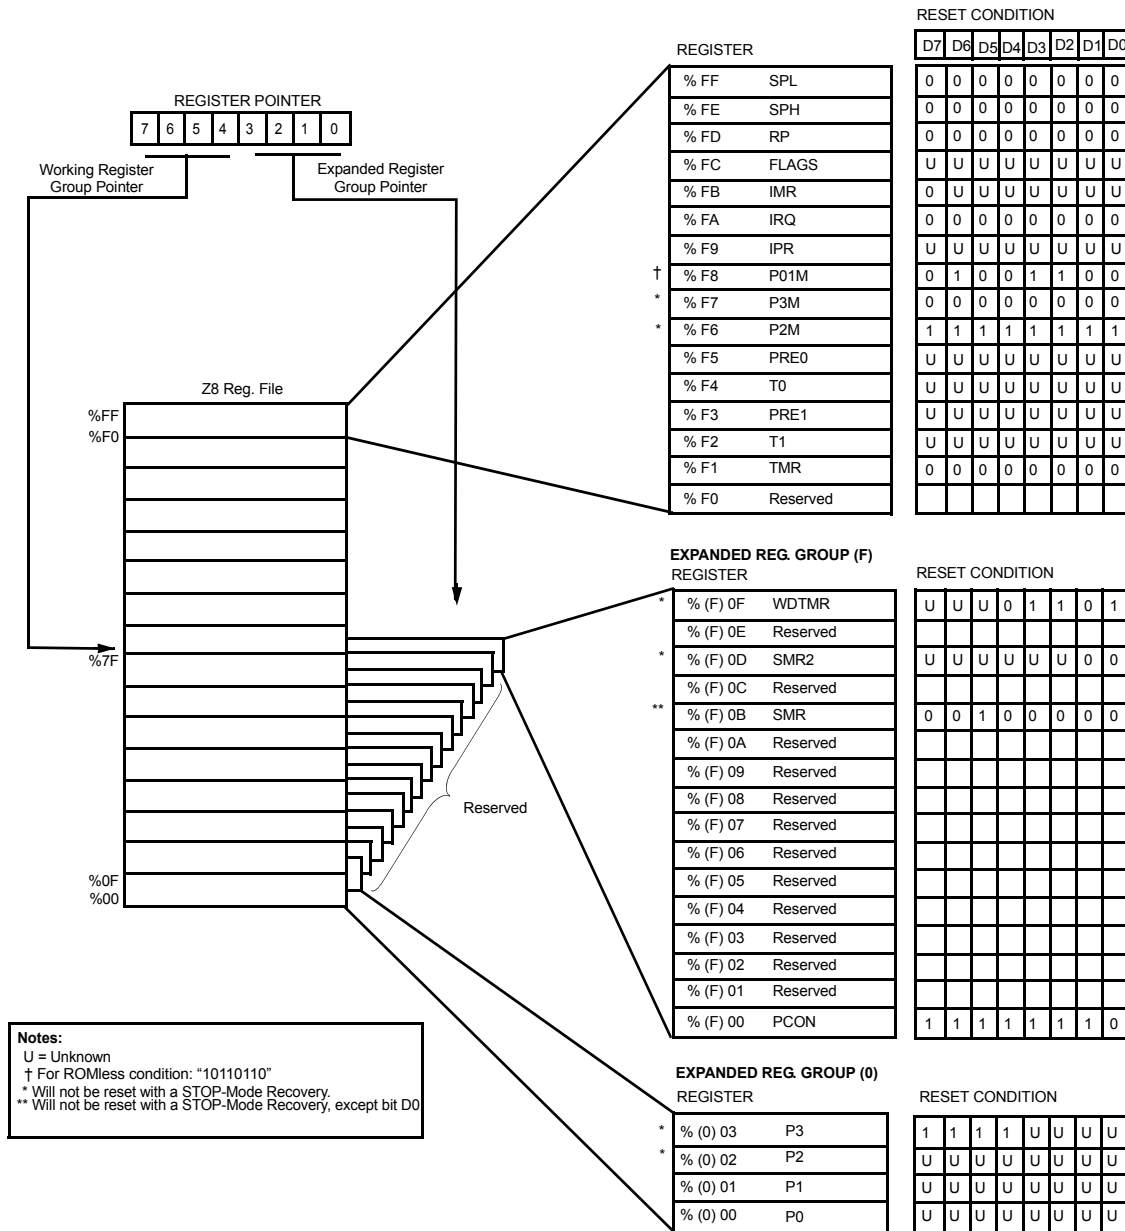 REGISTER POINTER
7 6 5 4 3 2 1 0
Working Register
Group Pointer
Expanded Register
Group Pointer
Z8 Reg. File
%FF
%F0
%7F
%0F
%00
Reserved
RESET CONDITION
REGISTER D7 D6 D5 D4 D3 D2 D1 D0
% FF SPL 0 0 0 0 0 0 0 0
% FE SPH 0 0 0 0 0 0 0 0
% FD RP 0 0 0 0 0 0 0 0
% FC FLAGS U U U U U U U U
% FB IMR 0 U U U U U U U
% FA IRQ 0 0 0 0 0 0 0 0
% F9 IPR U U U U U U U U
† % F8 P01M 0 1 0 0 1 1 0 0
* % F7 P3M 0 0 0 0 0 0 0 0
* % F6 P2M 1 1 1 1 1 1 1 1
% F5 PRE0 U U U U U U U U
% F4 T0 U U U U U U U U
% F3 PRE1 U U U U U U U U
% F2 T1 U U U U U U U U
% F1 TMR 0 0 0 0 0 0 0 0
% F0 Reserved
EXPANDED REG. GROUP (F)
REGISTER RESET CONDITION
* % (F) 0F WDTMR U U U 0 1 1 0 1
% (F) 0E Reserved
* % (F) 0D SMR2 U U U U U U 0 0
% (F) 0C Reserved
** % (F) 0B SMR 0 0 1 0 0 0 0 0
% (F) 0A Reserved
% (F) 09 Reserved
% (F) 08 Reserved
% (F) 07 Reserved
% (F) 06 Reserved
% (F) 05 Reserved
% (F) 04 Reserved
% (F) 03 Reserved
% (F) 02 Reserved
% (F) 01 Reserved
% (F) 00 PCON 1 1 1 1 1 1 1 0
EXPANDED REG. GROUP (0)
REGISTER RESET CONDITION
* % (0) 03 P3 1 1 1 1 U U U U
* % (0) 02 P2 U U U U U U U U
% (0) 01 P1 U U U U U U U U
% (0) 00 P0 U U U U U U U U
Notes:
U = Unknown
† For ROMless condition: “10110110”
* Will not be reset with a STOP-Mode Recovery.
** Will not be reset with a STOP-Mode Recovery, except bit D0.